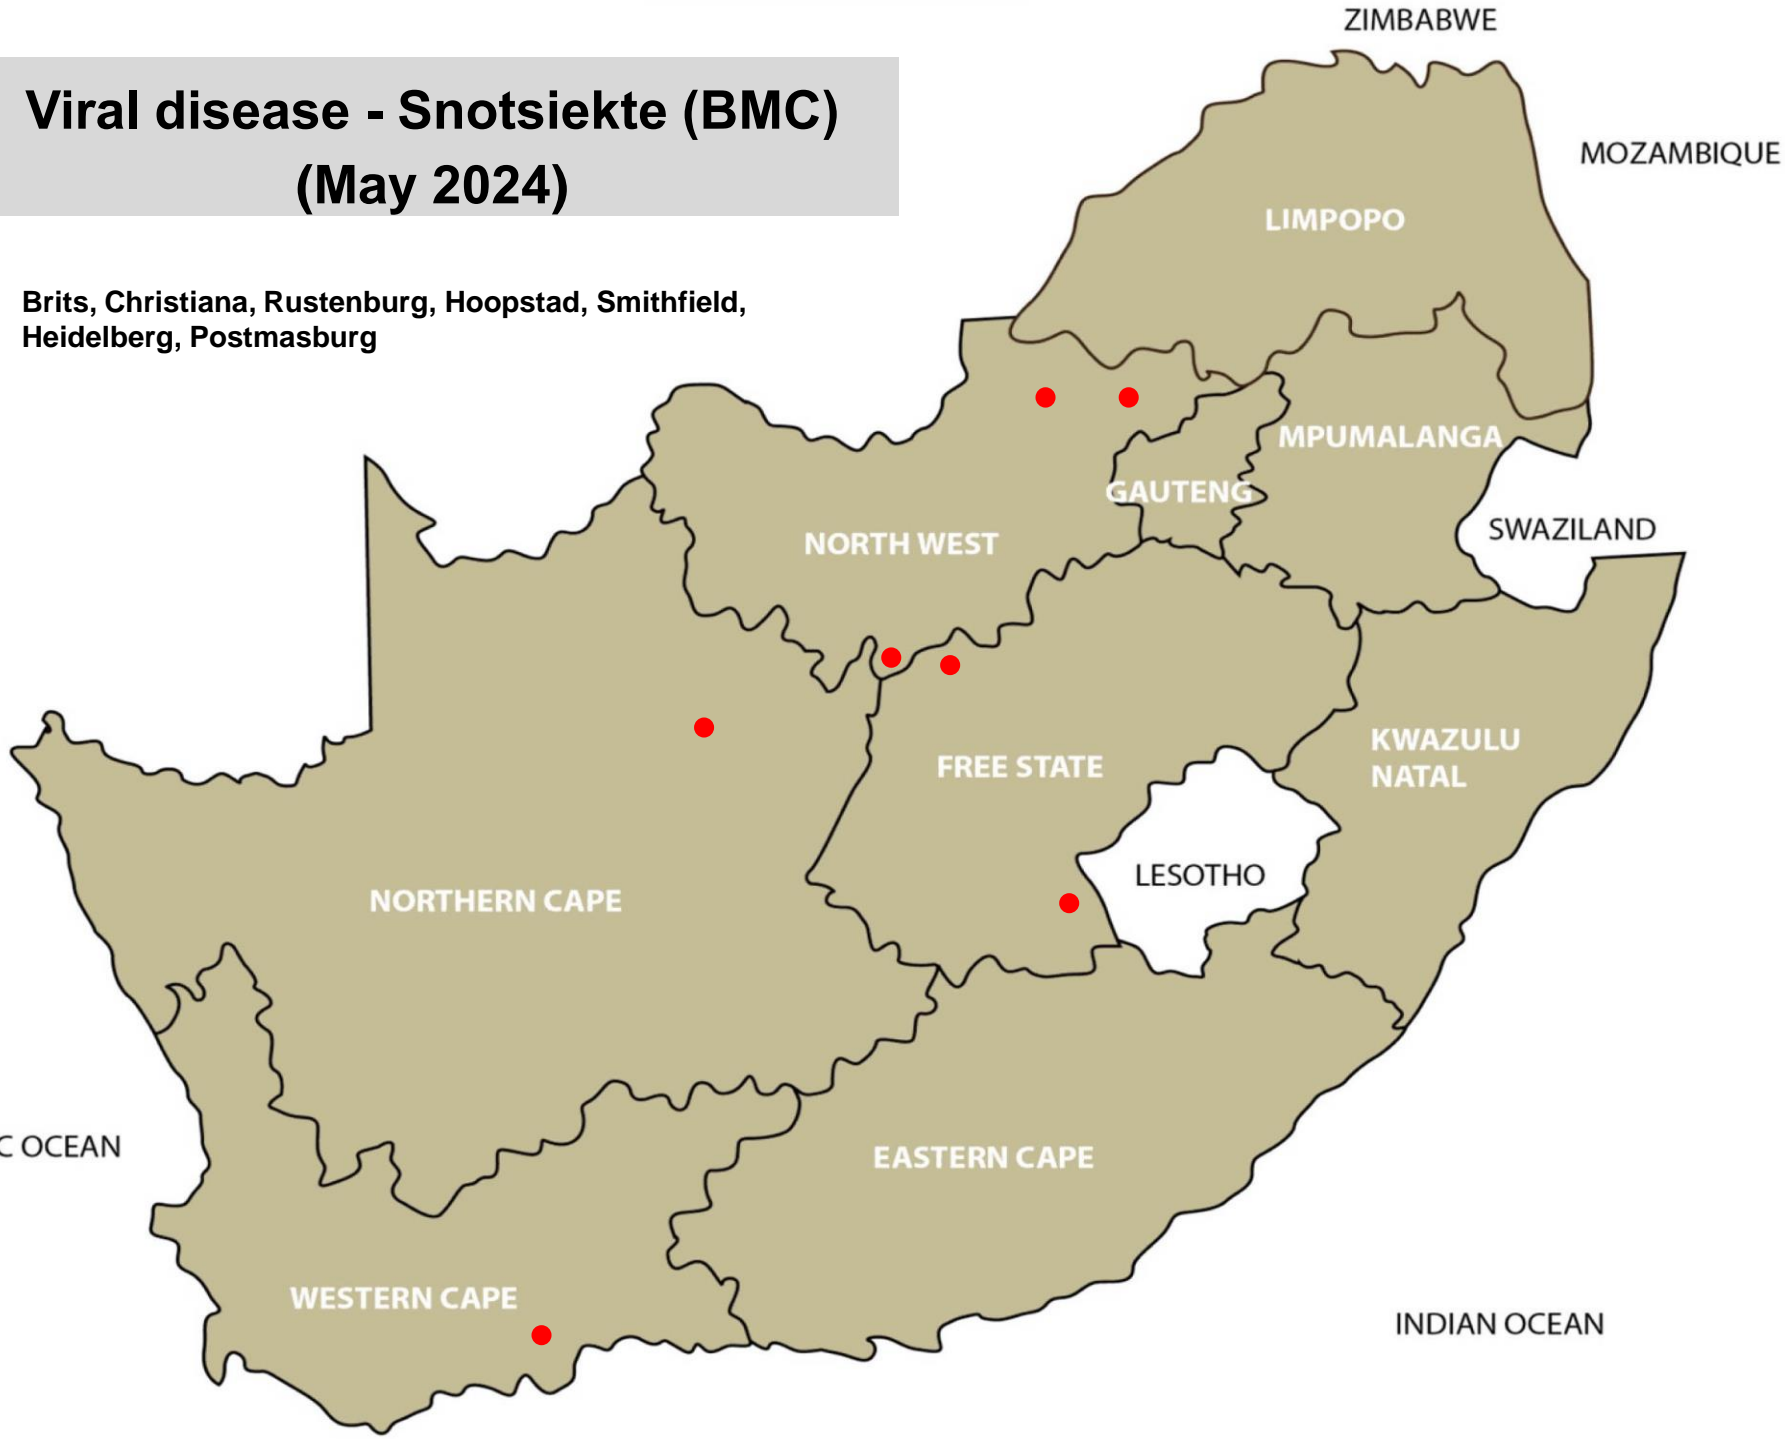 ZIMBABWE
Viral disease - Snotsiekte (BMC)
(May 2024)
MOZAMBIQUE
LIMPOPO
Brits, Christiana, Rustenburg, Hoopstad, Smithfield,
Heidelberg, Postmasburg
MPUMALANGA
GAUTENG
SWAZILAND
NORTH WEST
KWAZULU
NATAL
FREE STATE
LESOTHO
NORTHERN CAPE
C OCEAN
EASTERN CAPE
WESTERN CAPE
INDIAN OCEAN